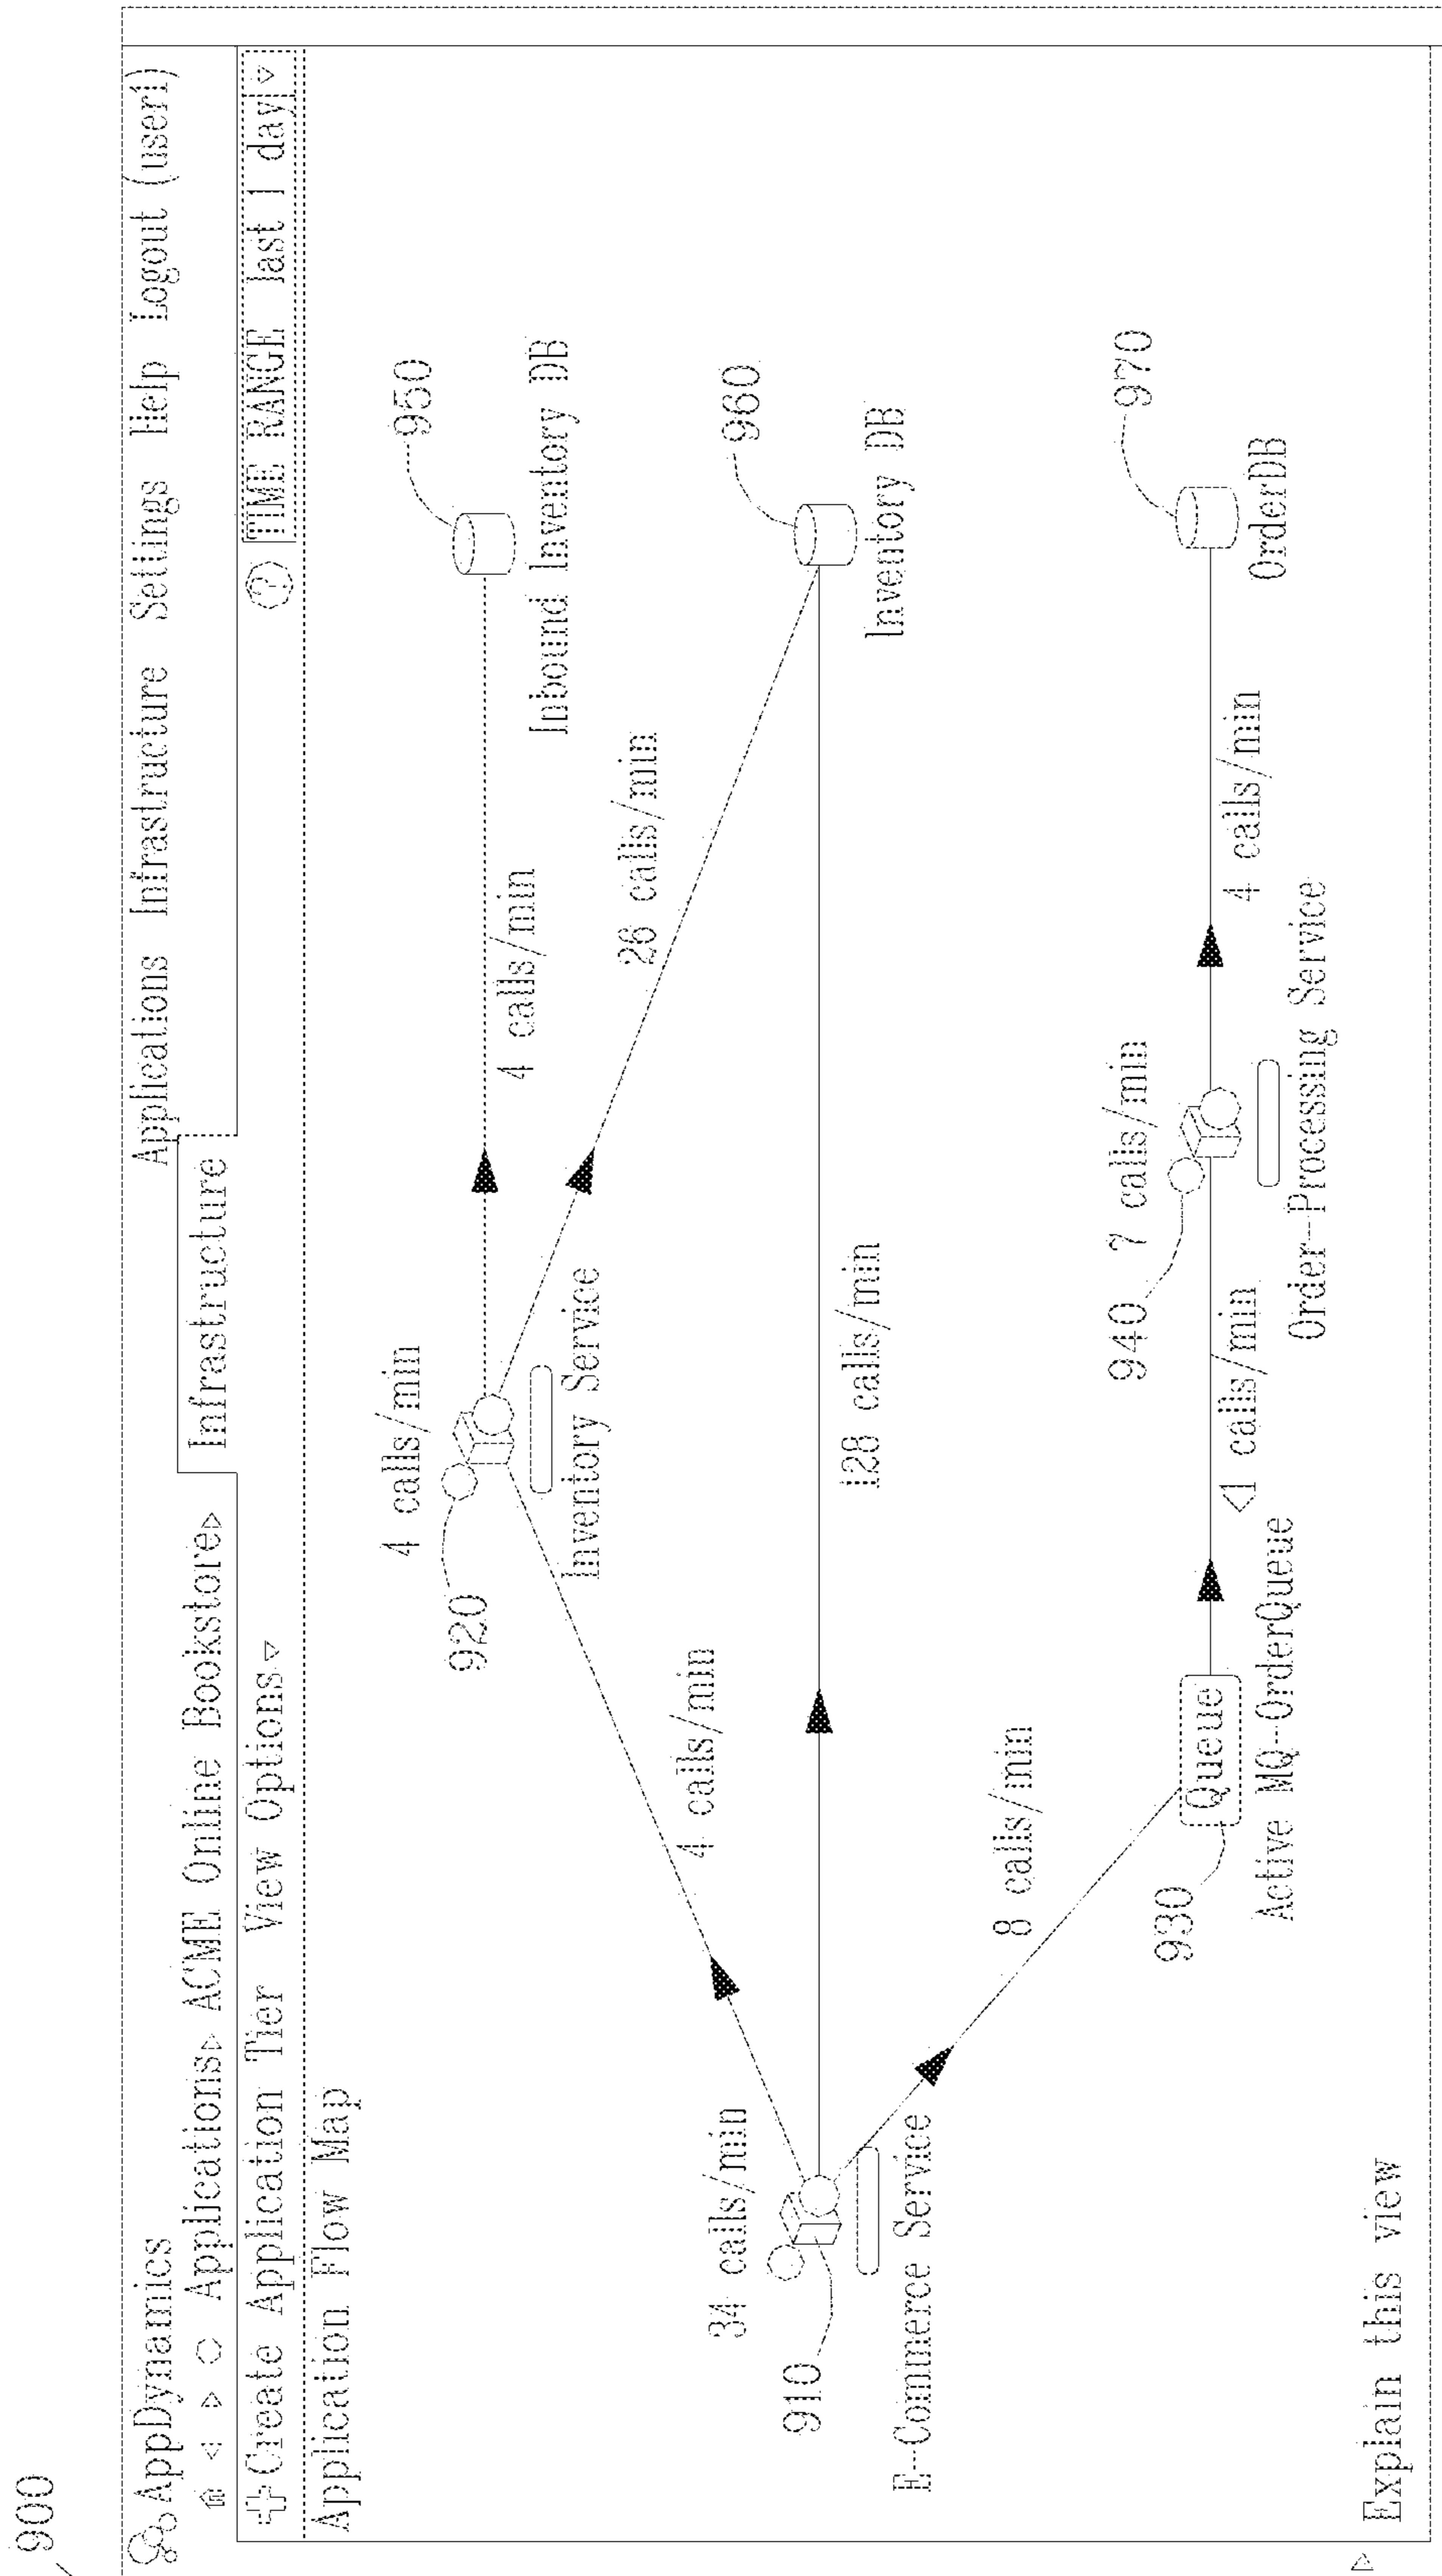 900
AppDynamics
Applications Infrastructure Settings Help Logout (user1)
Applications ACME Online Bookstore
Infrastructure
Create Application Tier View Options
TIME RANGE last 1 day
Application Flow Map
4 calls/min
950
920
4 calls/min
Inbound Inventory DB
Inventory Service
26 calls/min
4 calls/min
34 calls/min
960
910
128 calls/min
Inventory DB
E-Commerce Service
8 calls/min
940 7 calls/min
970
930
Queue
<1 calls/min
4 calls/min
Active MQ-OrderQueue
OrderDB
Order-Processing Service
Explain this view